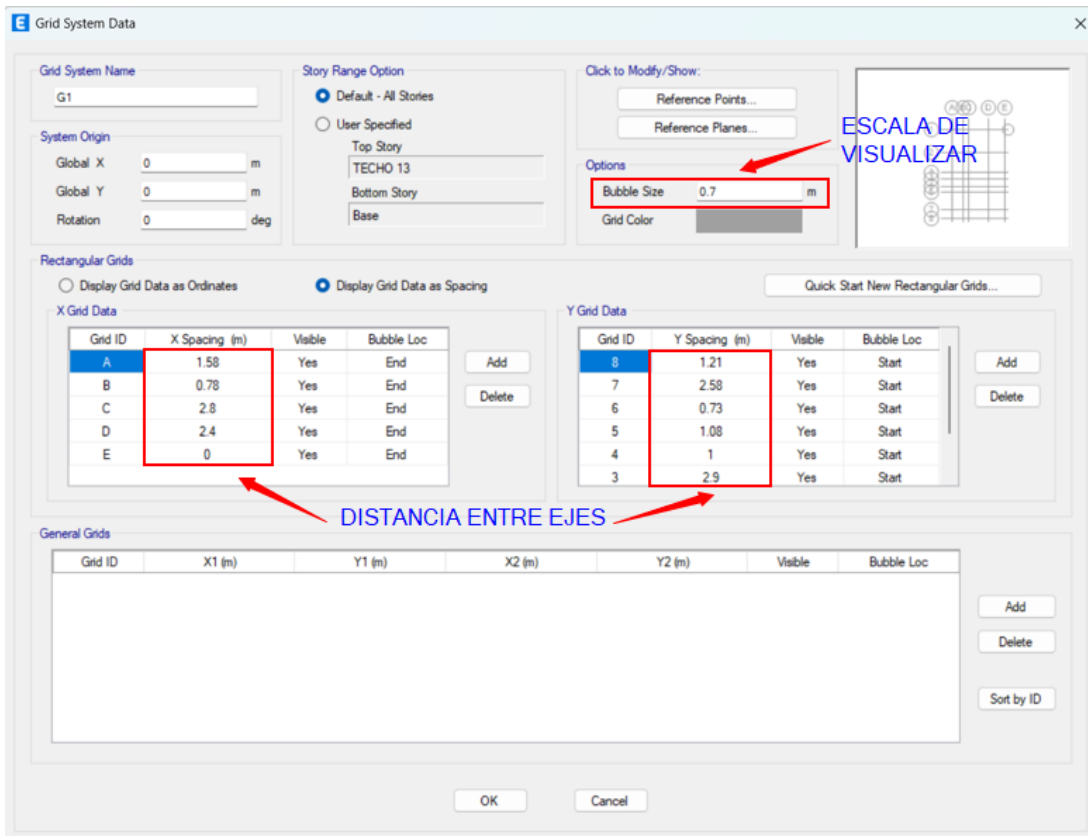 E Grid System Data
Grid System Name
G1
System Origin
Global X 0 m
Global Y 0 m
Rotation 0 deg
Story Range Option
Default - All Stories
User Specified
Top Story
TECHO 13
Bottom Story
Base
Click to Modify/Show:
Reference Points...
Reference Planes...
Options
Bubble Size 0.7 m
Grid Color
ESCALA DE
VISUALIZAR
Rectangular Grids
Display Grid Data as Ordinates
Display Grid Data as Spacing
Quick Start New Rectangular Grids...
X Grid Data
Grid ID X Spacing (m) Visible Bubble Loc
A 1.58 Yes End
B 0.78 Yes End
C 2.8 Yes End
D 2.4 Yes End
E 0 Yes End
Add
Delete
Y Grid Data
Grid ID Y Spacing (m) Visible Bubble Loc
8 1.21 Yes Start
7 2.58 Yes Start
6 0.73 Yes Start
5 1.08 Yes Start
4 1 Yes Start
3 2.9 Yes Start
Add
Delete
DISTANCIA ENTRE EJES
General Grids
Grid ID X1 (m) Y1 (m) X2 (m) Y2 (m) Visible Bubble Loc
Add
Delete
Sort by ID
OK
Cancel